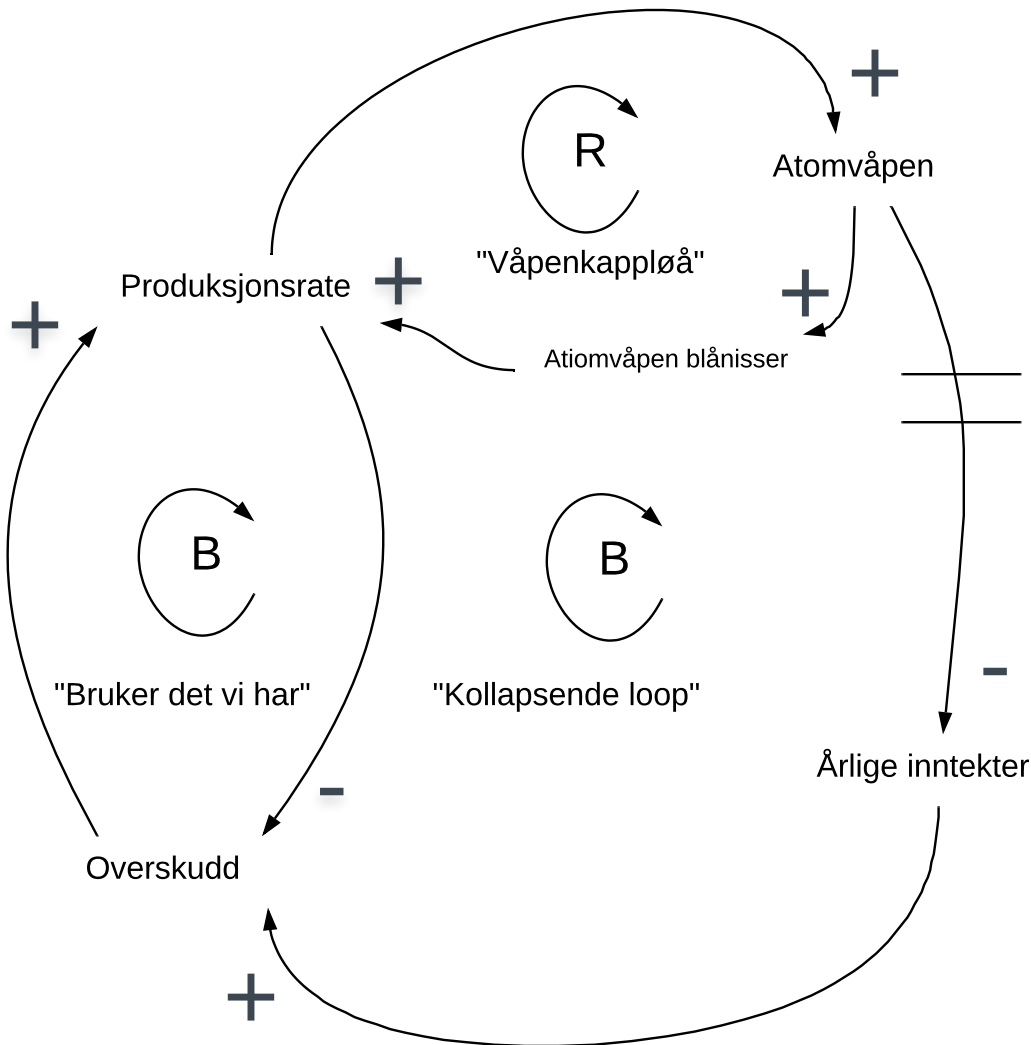 +
Atomvåpen
R
"Våpenkappløå"
Produksjonsrate
+
+
+
Atiomvåpen blånisser
B
B
"Bruker det vi har"
"Kollapsende loop"
-
Årlige inntekter
-
Overskudd
+